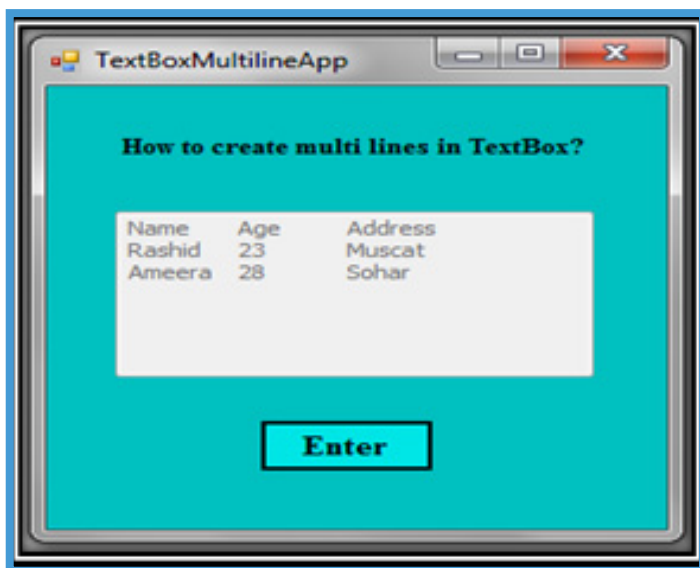 TextBoxMultilineApp
How to create multi lines in TextBox?
Name Age Address
Rashid 23 Muscat
Ameera 28 Sohar
Enter